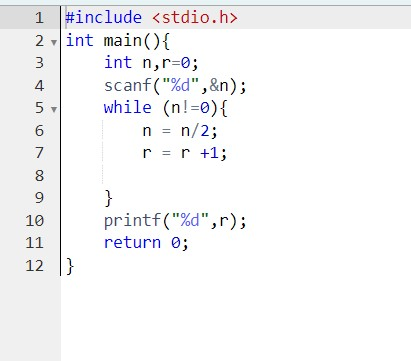 1 #include <stdio.h>
2 int main(){
3 int n,r=0;
4 scanf("%d",&n);
5 while (n!=0){
6 n = n/2;
7 r = r +1;
8
9 }
10 printf("%d",r);
11 return 0;
12 }